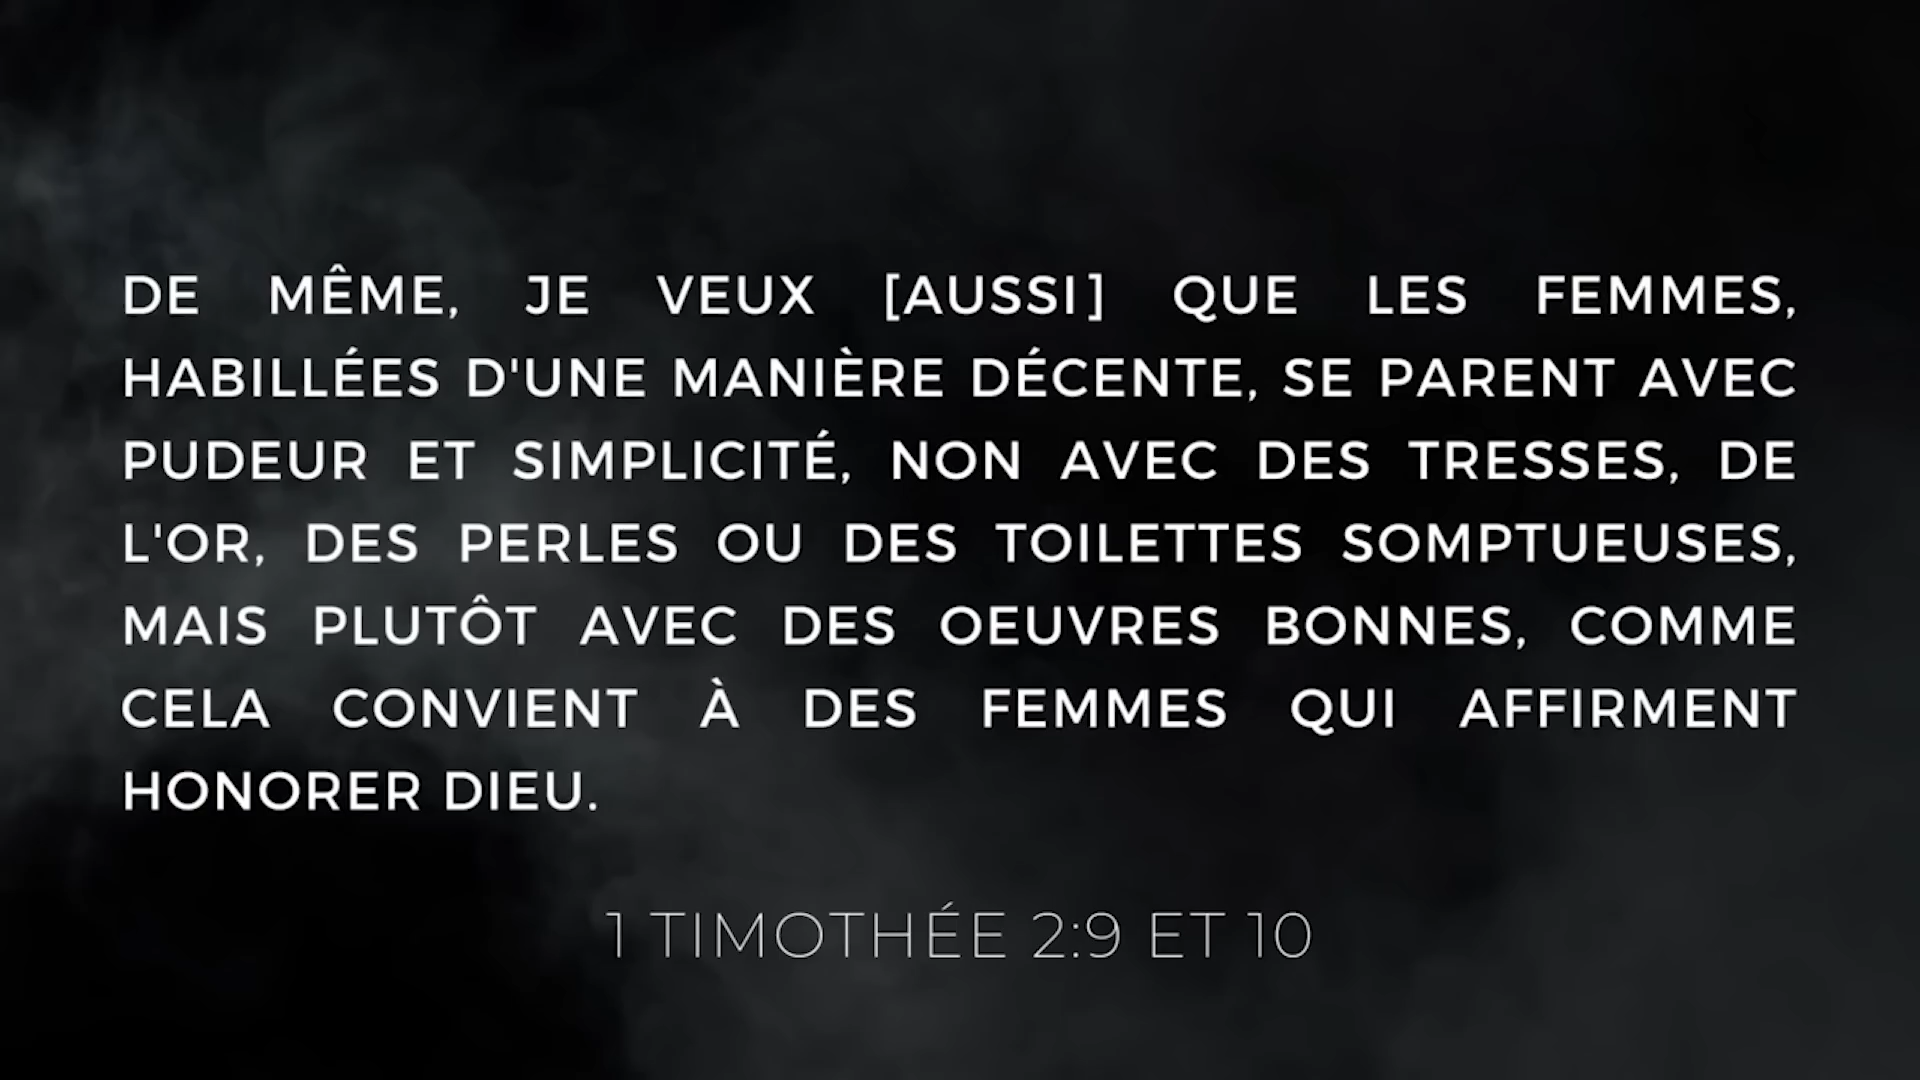 DE MÊME, JE VEUX [AUSSI] QUE LES FEMMES,
HABILLÉES D'UNE MANIÈRE DÉCENTE, SE PARENT AVEC
PUDEUR ET SIMPLICITÉ, NON AVEC DES TRESSES, DE
L'OR, DES PERLES OU DES TOILETTES SOMPTUEUSES,
MAIS PLUTÔT AVEC DES OEUVRES BONNES, COMME
CELA CONVIENT À DES FEMMES QUI AFFIRMENT
HONORER DIEU.
1 TIMOTHÉE 2:9 ET 10